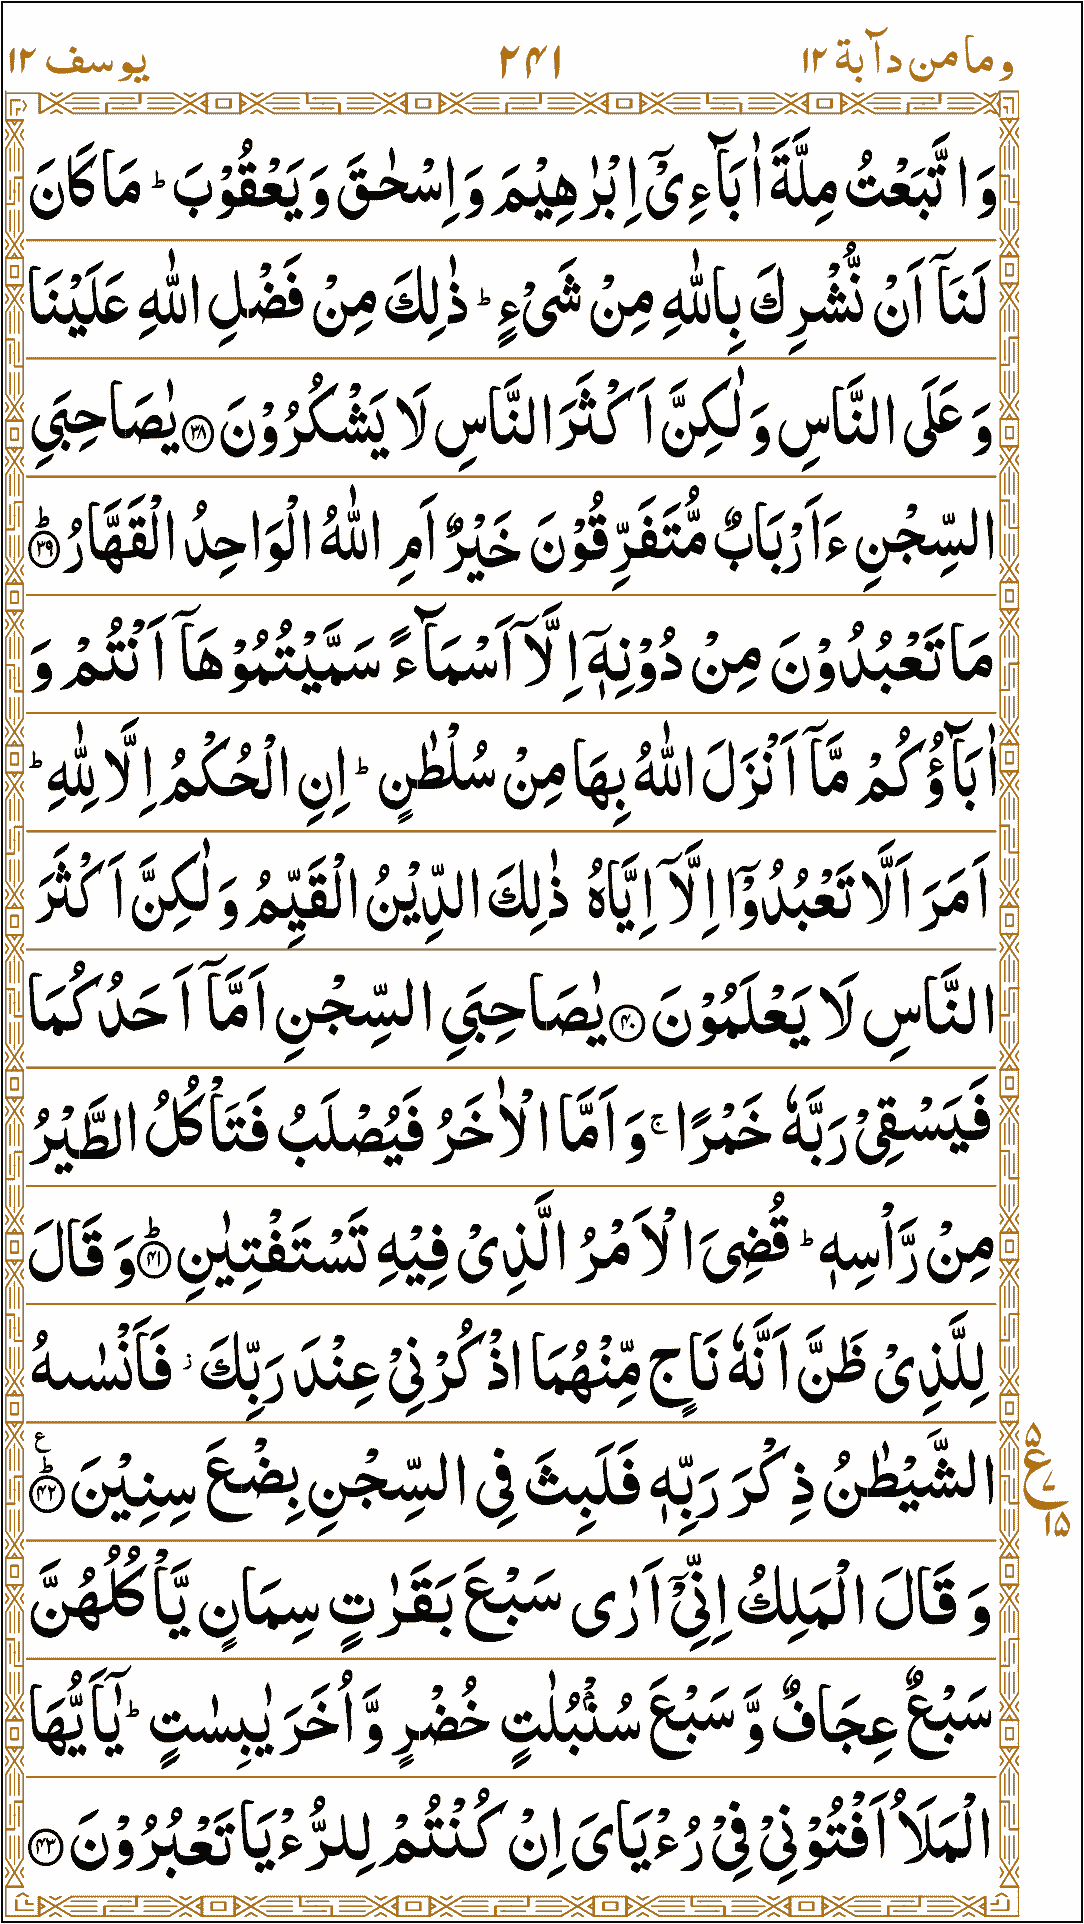 وما من دآبة ١٢ ٢٤١ يوسف ١٢
وَاتَّبَعْتُ مِلَّةَ اٰبَآءِیْۤ اِبْرٰهِیْمَ وَاِسْحٰقَ وَیَعْقُوْبَ ؕ مَا كَانَ
لَنَاۤ اَنْ نُّشْرِكَ بِاللّٰهِ مِنْ شَیْءٍ ؕ ذٰلِكَ مِنْ فَضْلِ اللّٰهِ عَلَیْنَا
وَعَلَی النَّاسِ وَلٰكِنَّ اَكْثَرَ النَّاسِ لَا یَشْكُرُوْنَ ﴿۳۸﴾ یٰصَاحِبَیِ
السِّجْنِ ءَاَرْبَابٌ مُّتَفَرِّقُوْنَ خَیْرٌ اَمِ اللّٰهُ الْوَاحِدُ الْقَهَّارُ ﴿ؕ۳۹﴾
مَا تَعْبُدُوْنَ مِنْ دُوْنِهٖۤ اِلَّاۤ اَسْمَآءً سَمَّیْتُمُوْهَاۤ اَنْتُمْ وَ
اٰبَآؤُكُمْ مَّاۤ اَنْزَلَ اللّٰهُ بِهَا مِنْ سُلْطٰنٍ ؕ اِنِ الْحُكْمُ اِلَّا لِلّٰهِ ؕ
اَمَرَ اَلَّا تَعْبُدُوْۤا اِلَّاۤ اِیَّاهُ ذٰلِكَ الدِّیْنُ الْقَیِّمُ وَلٰكِنَّ اَكْثَرَ
النَّاسِ لَا یَعْلَمُوْنَ ﴿۴۰﴾ یٰصَاحِبَیِ السِّجْنِ اَمَّاۤ اَحَدُكُمَا
فَیَسْقِیْ رَبَّهٗ خَمْرًا ۚ وَاَمَّا الْاٰخَرُ فَیُصْلَبُ فَتَاْكُلُ الطَّیْرُ
مِنْ رَّاْسِهٖ ؕ قُضِیَ الْاَمْرُ الَّذِیْ فِیْهِ تَسْتَفْتِیٰنِ ﴿ؕ۴۱﴾ وَقَالَ
لِلَّذِیْ ظَنَّ اَنَّهٗ نَاجٍ مِّنْهُمَا اذْكُرْنِیْ عِنْدَ رَبِّكَ ز فَاَنْسٰىهُ
الشَّیْطٰنُ ذِكْرَ رَبِّهٖ فَلَبِثَ فِی السِّجْنِ بِضْعَ سِنِیْنَ ﴿ؕ۴۲﴾ ع
۵ ع ١۵
وَقَالَ الْمَلِكُ اِنِّیْۤ اَرٰی سَبْعَ بَقَرٰتٍ سِمَانٍ یَّاْكُلُهُنَّ
سَبْعٌ عِجَافٌ وَّسَبْعَ سُنْۢبُلٰتٍ خُضْرٍ وَّاُخَرَ یٰبِسٰتٍ ؕ یٰۤاَیُّهَا
الْمَلَاُ اَفْتُوْنِیْ فِیْ رُءْیَایَ اِنْ كُنْتُمْ لِلرُّءْیَا تَعْبُرُوْنَ ﴿۴۳﴾